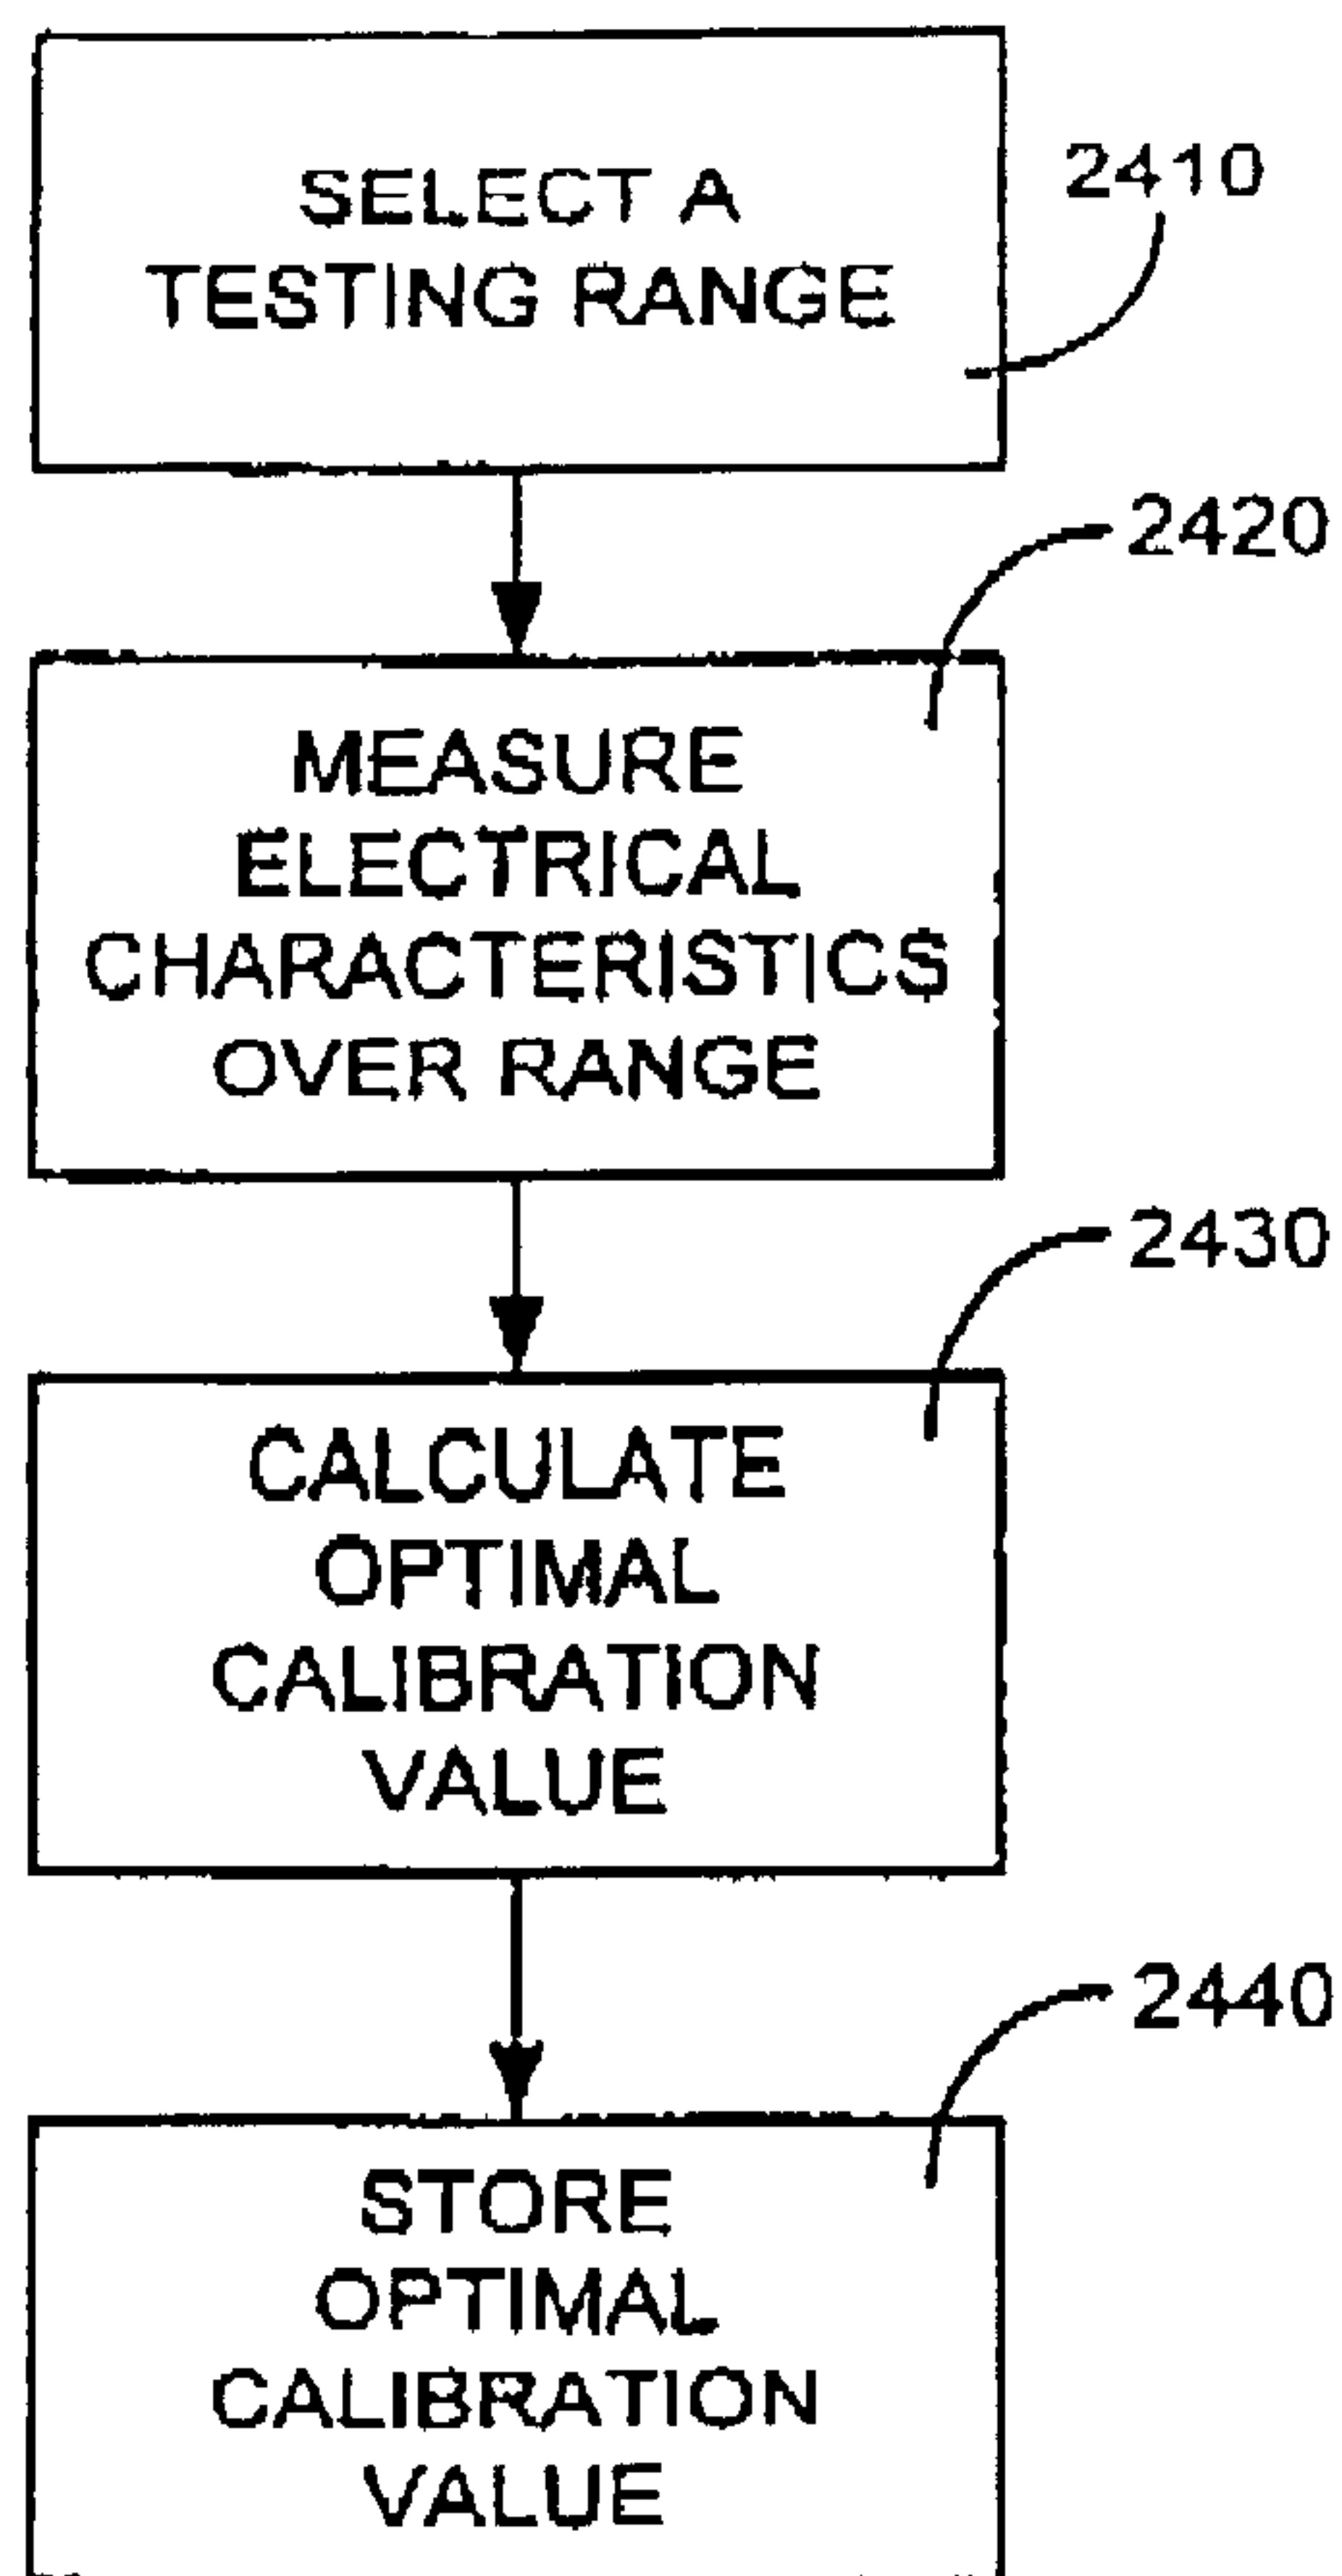 SELECT A
TESTING RANGE
2410
2420
MEASURE
ELECTRICAL
CHARACTERISTICS
OVER RANGE
2430
CALCULATE
OPTIMAL
CALIBRATION
VALUE
2440
STORE
OPTIMAL
CALIBRATION
VALUE